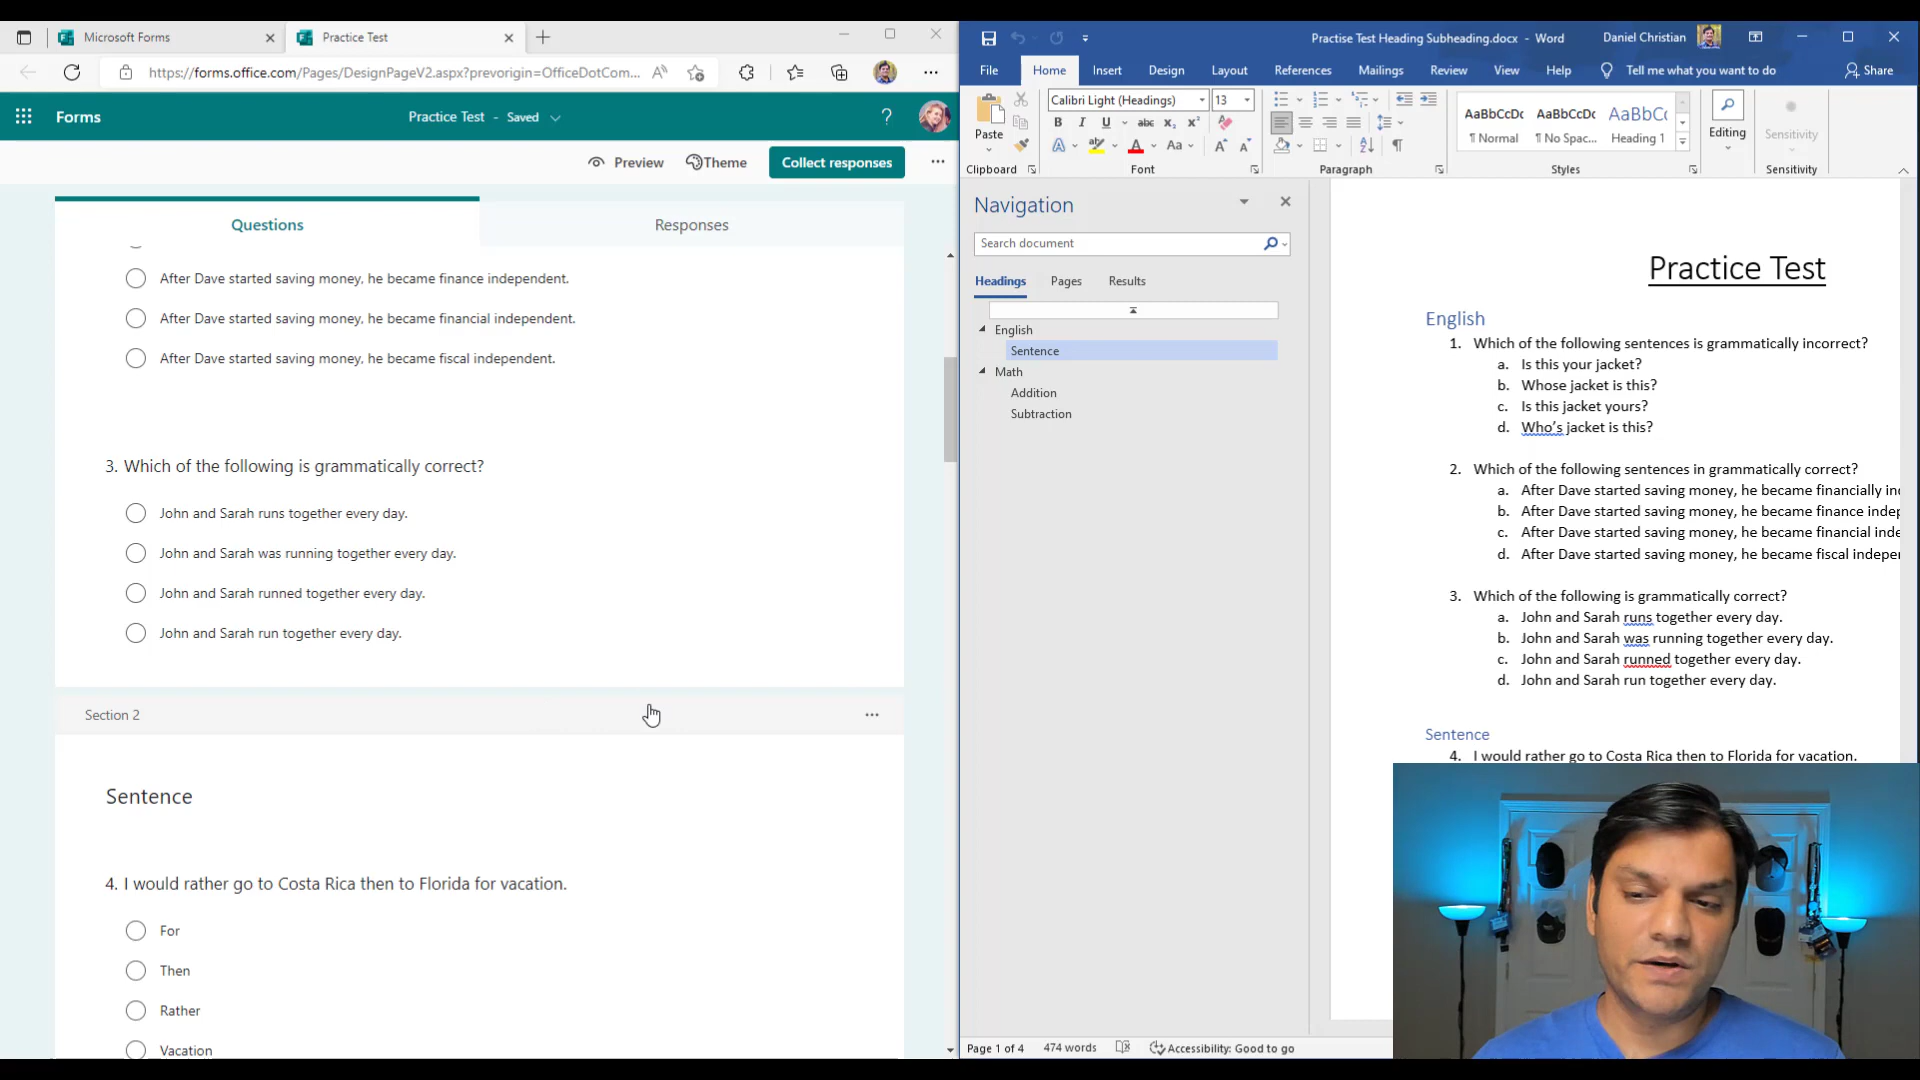 Microsoft Forms
Practice Test
https://forms.office.com/Pages/DesignPageV2.aspx?prevorigin=OfficeDotCom...
Forms
Practice Test - Saved
?
Preview
Theme
Collect responses
Questions
Responses
After Dave started saving money, he became finance independent.
After Dave started saving money, he became financial independent.
After Dave started saving money, he became fiscal independent.
3. Which of the following is grammatically correct?
John and Sarah runs together every day.
John and Sarah was running together every day.
John and Sarah runned together every day.
John and Sarah run together every day.
Section 2
Sentence
4. I would rather go to Costa Rica then to Florida for vacation.
For
Then
Rather
Vacation
Practise Test Heading Subheading.docx - Word
Daniel Christian
File Home Insert Design Layout References Mailings Review View Help Tell me what you want to do Share
Calibri Light (Headings) 13
Paste
B I U abc X₂ X²
A A Aa A A
AaBbCcDc AaBbCcDc AaBbCc
¶ Normal ¶ No Spac... Heading 1
Editing
Sensitivity
Clipboard Font Paragraph Styles Sensitivity
Navigation
Search document
Headings Pages Results
English
Sentence
Math
Addition
Subtraction
Practice Test
English
1. Which of the following sentences is grammatically incorrect?
a. Is this your jacket?
b. Whose jacket is this?
c. Is this jacket yours?
d. Who's jacket is this?
2. Which of the following sentences in grammatically correct?
a. After Dave started saving money, he became financially in
b. After Dave started saving money, he became finance indep
c. After Dave started saving money, he became financial inde
d. After Dave started saving money, he became fiscal indepe
3. Which of the following is grammatically correct?
a. John and Sarah runs together every day.
b. John and Sarah was running together every day.
c. John and Sarah runned together every day.
d. John and Sarah run together every day.
Sentence
4. I would rather go to Costa Rica then to Florida for vacation.
Page 1 of 4 474 words Accessibility: Good to go